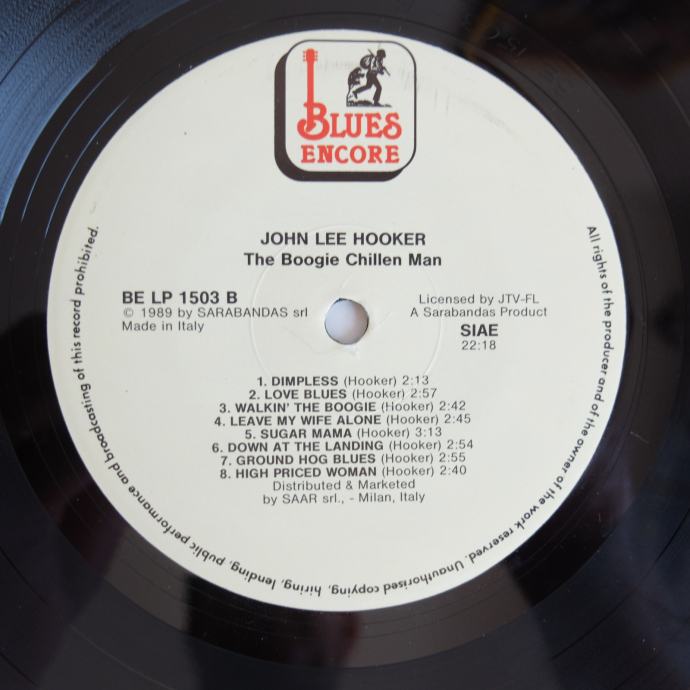 BLUES
ENCORE
JOHN LEE HOOKER
The Boogie Chillen Man
BE LP 1503 B
© 1989 by SARABANDAS srl
Made in Italy
Licensed by JTV-FL
A Sarabandas Product
SIAE
22:18
1. DIMPLESS (Hooker) 2:13
2. LOVE BLUES (Hooker) 2:57
3. WALKIN' THE BOOGIE (Hooker) 2:42
4. LEAVE MY WIFE ALONE (Hooker) 2:45
5. SUGAR MAMA (Hooker) 3:13
6. DOWN AT THE LANDING (Hooker) 2:54
7. GROUND HOG BLUES (Hooker) 2:55
8. HIGH PRICED WOMAN (Hooker) 2:40
Distributed & Marketed
by SAAR srl., - Milan, Italy
All rights of the producer and of the owner of the work reserved. Unauthorised copying, hiring, lending, public performance and broadcasting of this record prohibited.